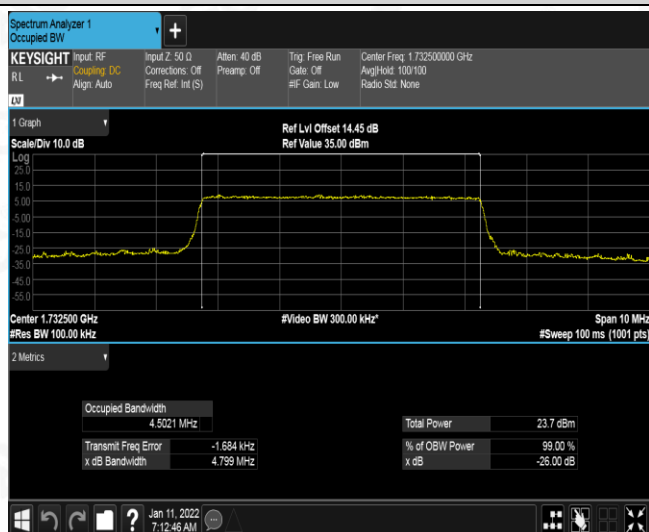 Spectrum Analyzer 1
Occupied BW
+
KEYSIGHT
RL
LXI
Input: RF
Coupling: DC
Align: Auto
Input Z: 50 Ω
Corrections: Off
Freq Ref: Int (S)
Atten: 40 dB
Preamp: Off
Trig: Free Run
Gate: Off
#IF Gain: Low
Center Freq: 1.732500000 GHz
Avg|Hold: 100/100
Radio Std: None
1 Graph
Scale/Div 10.0 dB
Ref Lvl Offset 14.45 dB
Ref Value 35.00 dBm
Log
25.0
15.0
5.00
-5.00
-15.0
-25.0
-35.0
-45.0
-55.0
Center 1.732500 GHz
#Res BW 100.00 kHz
#Video BW 300.00 kHz*
Span 10 MHz
#Sweep 100 ms (1001 pts)
2 Metrics
Occupied Bandwidth
4.5021 MHz
Transmit Freq Error -1.684 kHz
x dB Bandwidth 4.799 MHz
Total Power 23.7 dBm
% of OBW Power 99.00 %
x dB -26.00 dB
?
Jan 11, 2022
7:12:46 AM